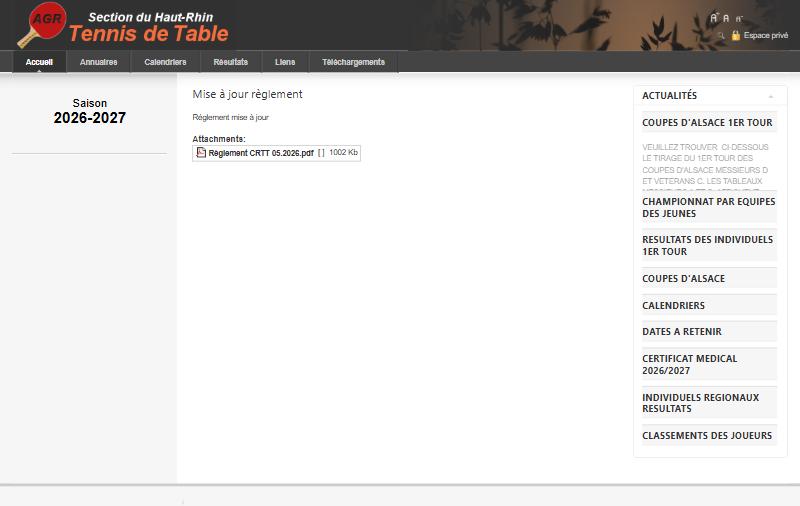 AGR
Section du Haut-Rhin
Tennis de Table
A+ A A-
Espace privé
Accueil Annuaires Calendriers Résultats Liens Téléchargements
Saison
2026-2027
Mise à jour règlement
Réglement mise à jour
Attachments:
Règlement CRTT 05.2026.pdf [ ] 1002 Kb
ACTUALITÉS
COUPES D'ALSACE 1ER TOUR
VEUILLEZ TROUVER CI-DESSOUS
LE TIRAGE DU 1ER TOUR DES
COUPES D'ALSACE MESSIEURS D
ET VETERANS C. LES TABLEAUX
CHAMPIONNAT PAR EQUIPES
DES JEUNES
RESULTATS DES INDIVIDUELS
1ER TOUR
COUPES D'ALSACE
CALENDRIERS
DATES A RETENIR
CERTIFICAT MEDICAL
2026/2027
INDIVIDUELS REGIONAUX
RESULTATS
CLASSEMENTS DES JOUEURS